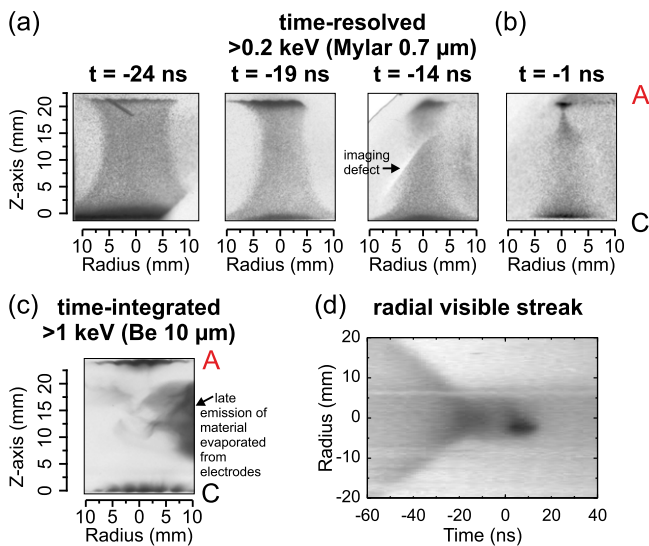 (a)
time-resolved
>0.2 keV (Mylar 0.7 µm)
(b)
t = -24 ns
t = -19 ns
t = -14 ns
t = -1 ns
A
C
imaging
defect
Z-axis (mm)
20
15
10
5
0
10 5 0 5 10
10 5 0 5 10
10 5 0 5 10
10 5 0 5 10
Radius (mm)
Radius (mm)
Radius (mm)
Radius (mm)
(c)
time-integrated
>1 keV (Be 10 µm)
A
C
late
emission of
material
evaporated
from
electrodes
Z-axis (mm)
20
15
10
5
0
10 5 0 5 10
Radius (mm)
(d)
radial visible streak
Radius (mm)
20
10
0
-10
-20
-60 -40 -20 0 20 40
Time (ns)